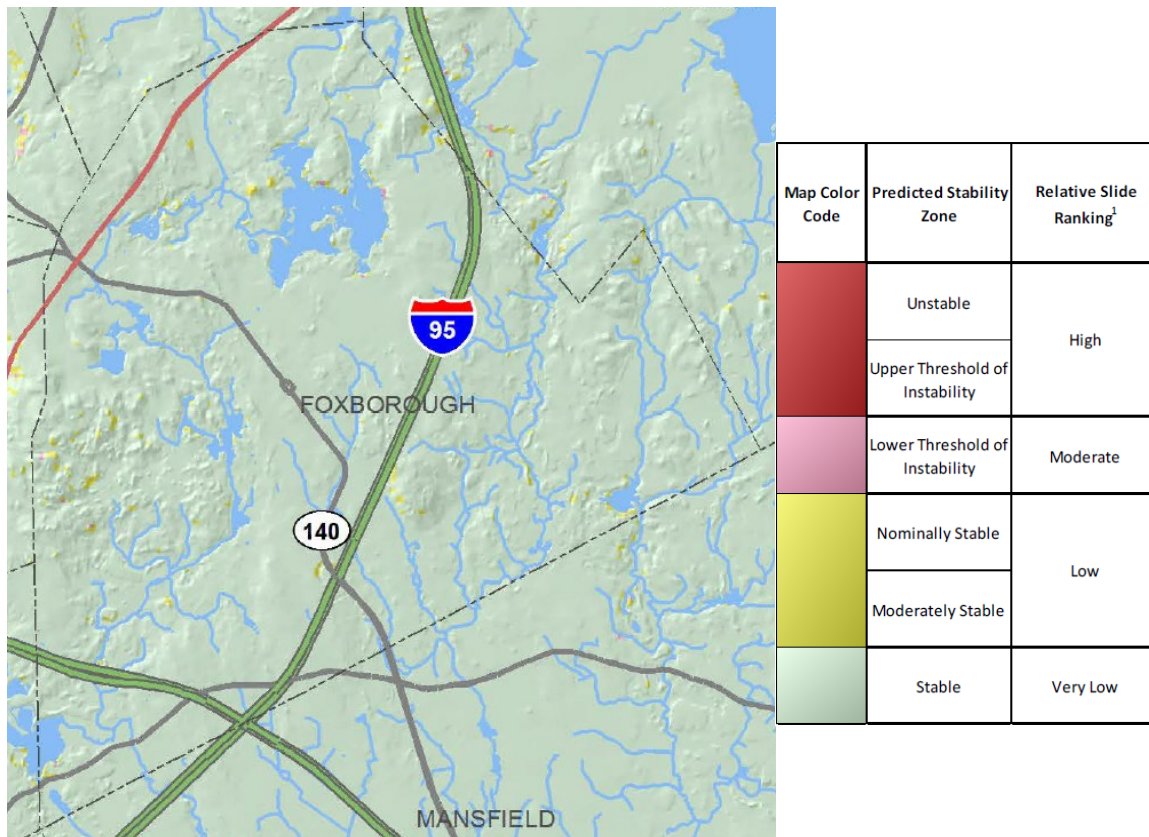 95
FOXBOROUGH
140
MANSFIELD
Map Color
Code
Predicted Stability
Zone
Relative Slide
Ranking1
Unstable
High
Upper Threshold of
Instability
Lower Threshold of
Instability
Moderate
Nominally Stable
Low
Moderately Stable
Stable
Very Low